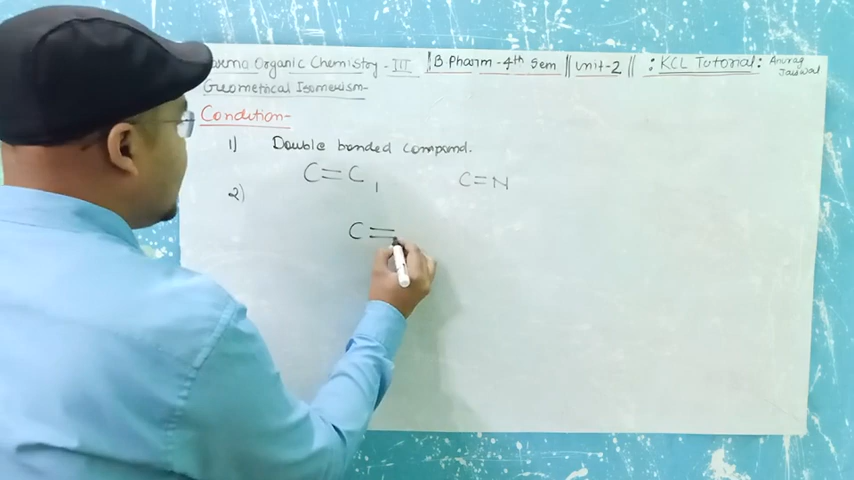 arma Organic Chemistry - III || B.Pharm - 4th Sem || Unit-2 || : KCL Tutorial : Anurag Jaiswal
Geometrical Isomerism-
Condition-
1) Double bonded compound.
C=C, C=N
2)
C=